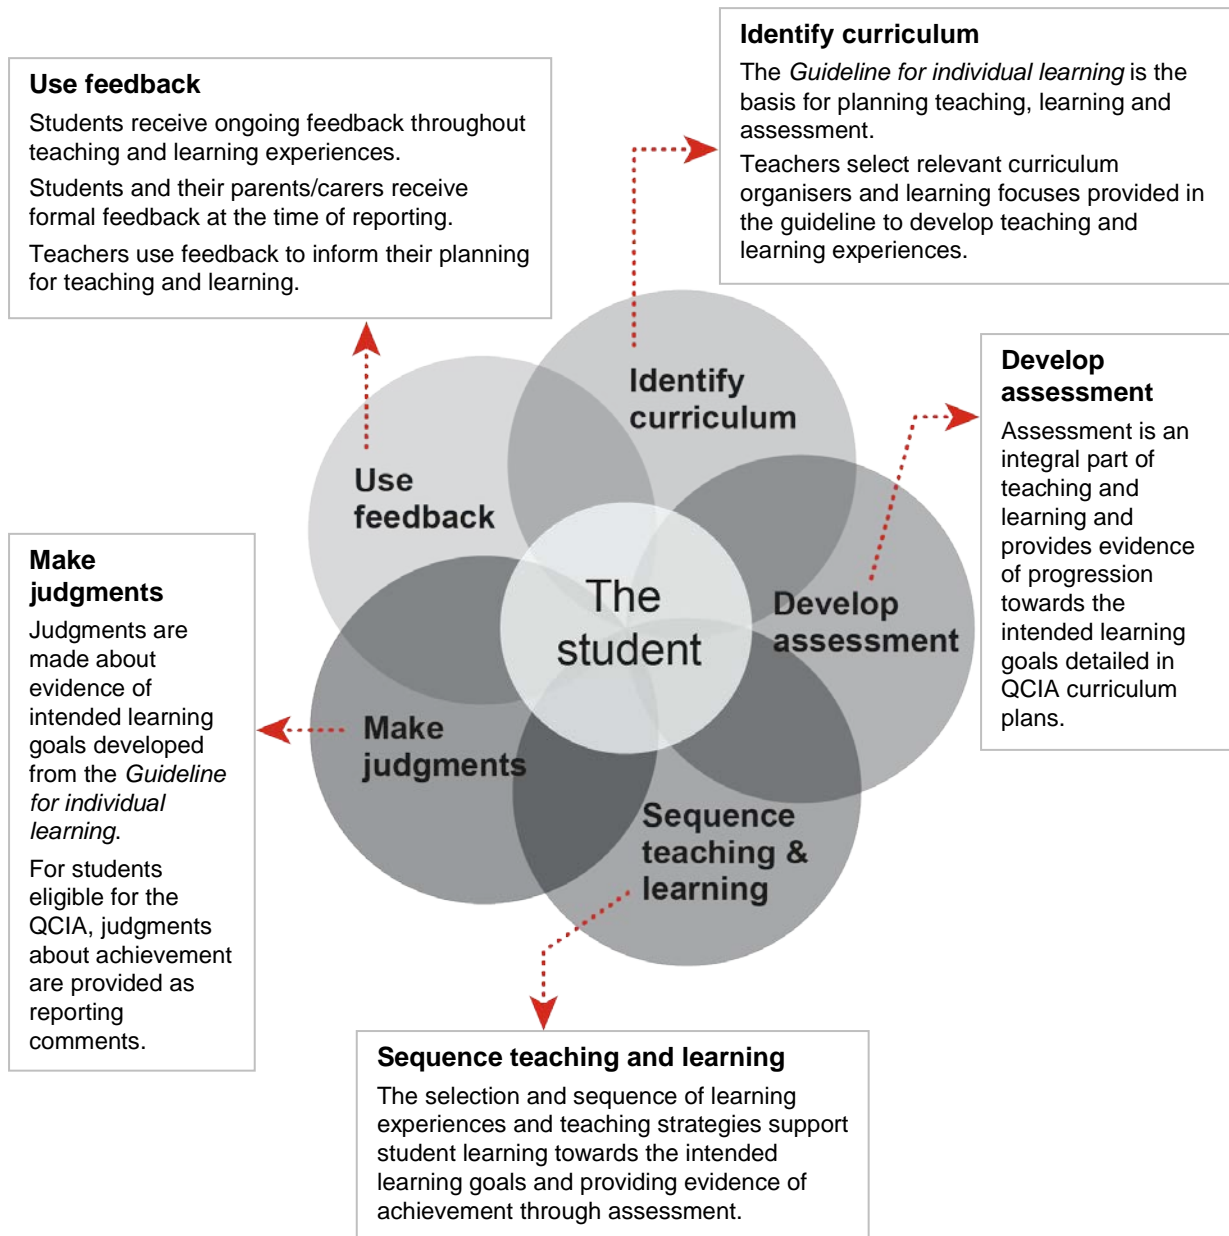 Use feedback
Students receive ongoing feedback throughout
teaching and learning experiences.
Students and their parents/carers receive
formal feedback at the time of reporting.
Teachers use feedback to inform their planning
for teaching and learning.
Identify curriculum
The Guideline for individual learning is the
basis for planning teaching, learning and
assessment.
Teachers select relevant curriculum
organisers and learning focuses provided in
the guideline to develop teaching and
learning experiences.
Develop
assessment
Assessment is an
integral part of
teaching and
learning and
provides evidence
of progression
towards the
intended learning
goals detailed in
QCIA curriculum
plans.
Identify
curriculum
Use
feedback
The
student
Develop
assessment
Make
judgments
Sequence
teaching &
learning
Make
judgments
Judgments are
made about
evidence of
intended learning
goals developed
from the Guideline
for individual
learning.
For students
eligible for the
QCIA, judgments
about achievement
are provided as
reporting
comments.
Sequence teaching and learning
The selection and sequence of learning
experiences and teaching strategies support
student learning towards the intended
learning goals and providing evidence of
achievement through assessment.